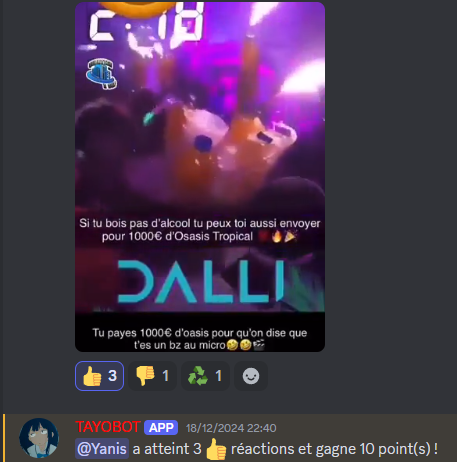 Si tu bois pas d'alcool tu peux toi aussi envoyer
pour 1000€ d'Osasis Tropical 🍷🔥🎉
DALLI
Tu payes 1000€ d'oasis pour qu'on dise que
t'es un bz au micro🤣🤣🎬
👍 3 👎 1 ♻️ 1
TAYOBOT APP 18/12/2024 22:40
@Yanis a atteint 3 👍 réactions et gagne 10 point(s) !